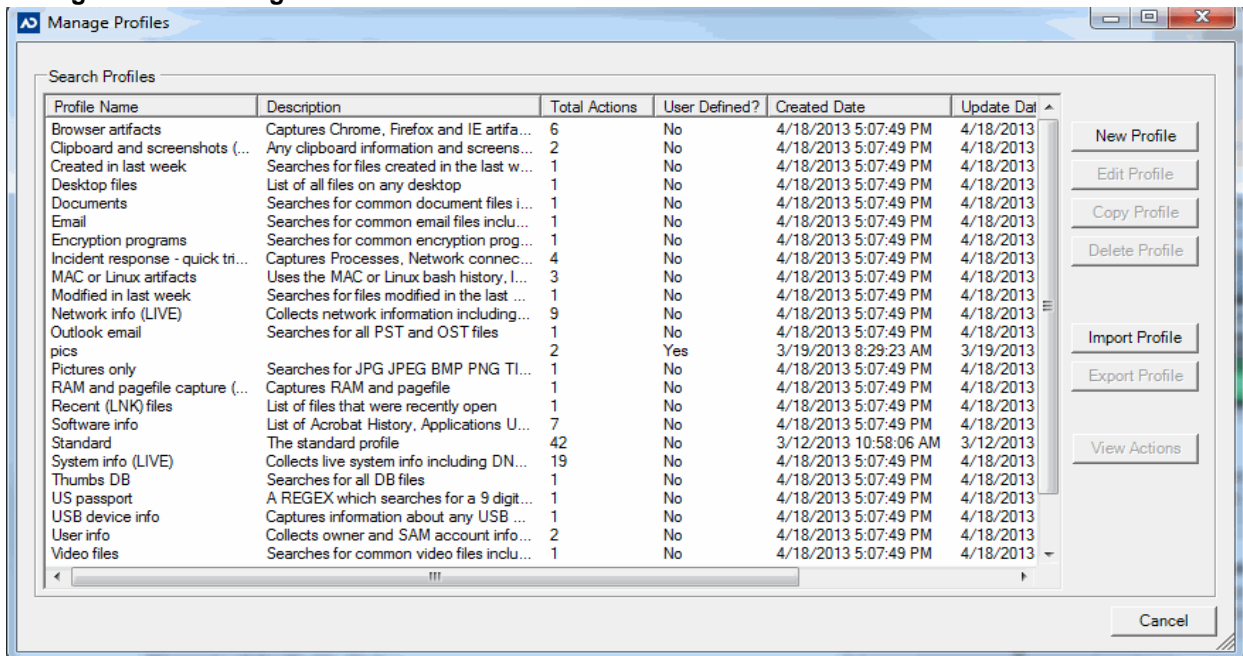 Manage Profiles
Search Profiles
Profile Name Description Total Actions User Defined? Created Date Update Dat
Browser artifacts Captures Chrome, Firefox and IE artifa... 6 No 4/18/2013 5:07:49 PM 4/18/2013
Clipboard and screenshots (... Any clipboard information and screens... 2 No 4/18/2013 5:07:49 PM 4/18/2013
Created in last week Searches for files created in the last w... 1 No 4/18/2013 5:07:49 PM 4/18/2013
Desktop files List of all files on any desktop 1 No 4/18/2013 5:07:49 PM 4/18/2013
Documents Searches for common document files i... 1 No 4/18/2013 5:07:49 PM 4/18/2013
Email Searches for common email files inclu... 1 No 4/18/2013 5:07:49 PM 4/18/2013
Encryption programs Searches for common encryption prog... 1 No 4/18/2013 5:07:49 PM 4/18/2013
Incident response - quick tri... Captures Processes, Network connec... 4 No 4/18/2013 5:07:49 PM 4/18/2013
MAC or Linux artifacts Uses the MAC or Linux bash history, l... 3 No 4/18/2013 5:07:49 PM 4/18/2013
Modified in last week Searches for files modified in the last ... 1 No 4/18/2013 5:07:49 PM 4/18/2013
Network info (LIVE) Collects network information including... 9 No 4/18/2013 5:07:49 PM 4/18/2013
Outlook email Searches for all PST and OST files 1 No 4/18/2013 5:07:49 PM 4/18/2013
pics 2 Yes 3/19/2013 8:29:23 AM 3/19/2013
Pictures only Searches for JPG JPEG BMP PNG TI... 1 No 4/18/2013 5:07:49 PM 4/18/2013
RAM and pagefile capture (... Captures RAM and pagefile 1 No 4/18/2013 5:07:49 PM 4/18/2013
Recent (LNK) files List of files that were recently open 1 No 4/18/2013 5:07:49 PM 4/18/2013
Software info List of Acrobat History, Applications U... 7 No 4/18/2013 5:07:49 PM 4/18/2013
Standard The standard profile 42 No 3/12/2013 10:58:06 AM 3/12/2013
System info (LIVE) Collects live system info including DN... 19 No 4/18/2013 5:07:49 PM 4/18/2013
Thumbs DB Searches for all DB files 1 No 4/18/2013 5:07:49 PM 4/18/2013
US passport A REGEX which searches for a 9 digit... 1 No 4/18/2013 5:07:49 PM 4/18/2013
USB device info Captures information about any USB ... 1 No 4/18/2013 5:07:49 PM 4/18/2013
User info Collects owner and SAM account info... 2 No 4/18/2013 5:07:49 PM 4/18/2013
Video files Searches for common video files inclu... 1 No 4/18/2013 5:07:49 PM 4/18/2013
New Profile
Edit Profile
Copy Profile
Delete Profile
Import Profile
Export Profile
View Actions
Cancel